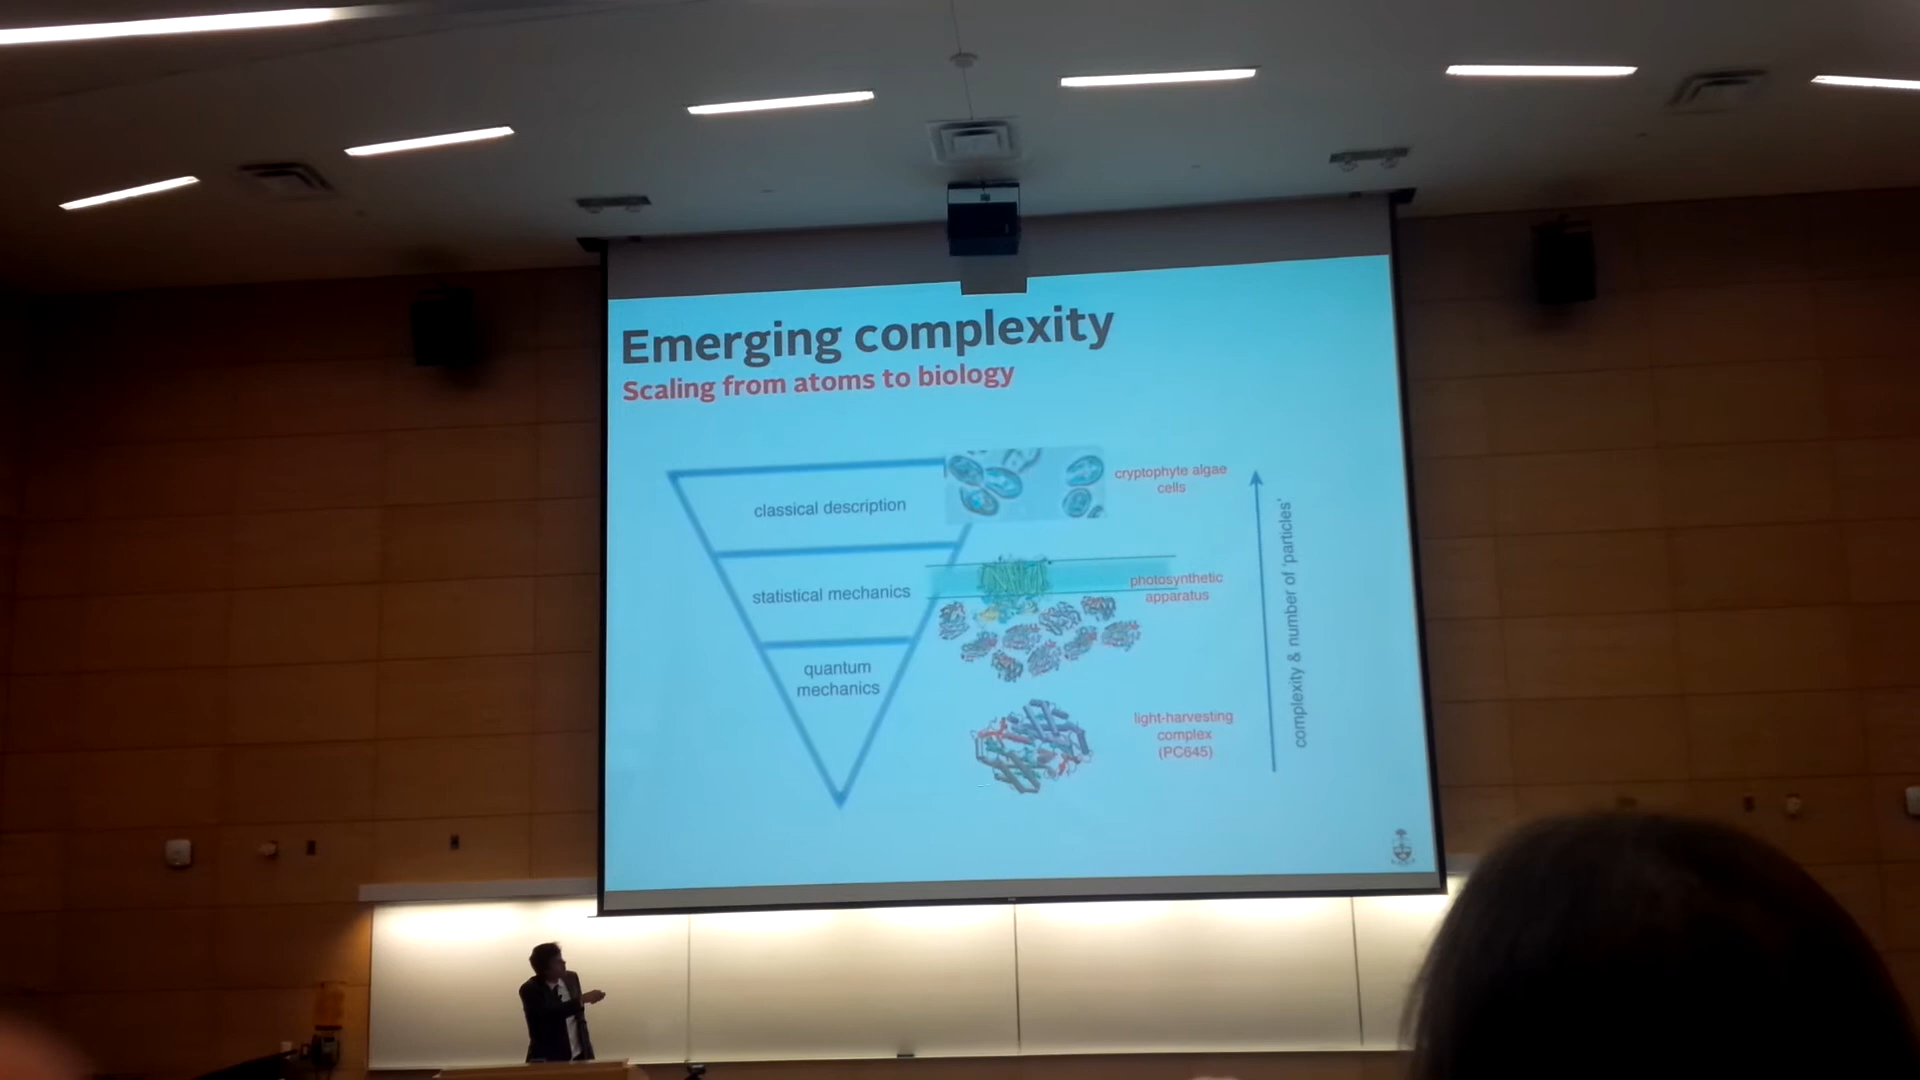 Emerging complexity
Scaling from atoms to biology
classical description
cryptophyte algae
cells
statistical mechanics
photosynthetic
apparatus
quantum
mechanics
light-harvesting
complex
(PC645)
complexity & number of 'particles'